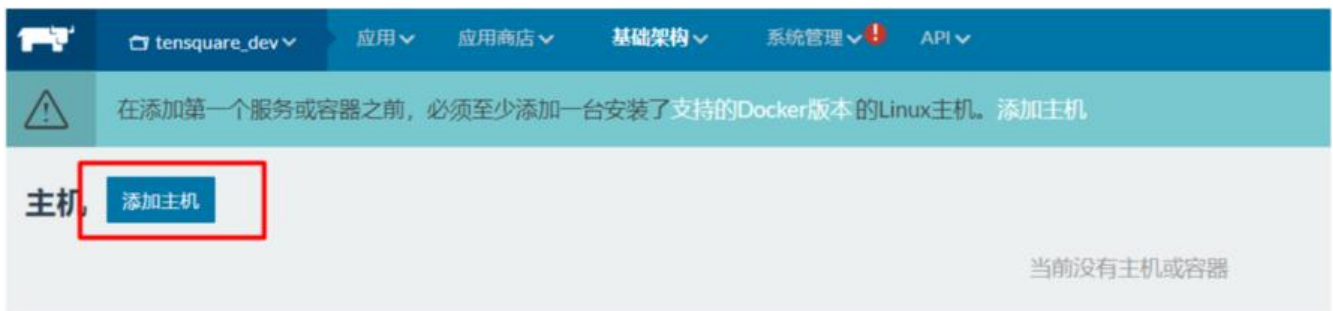 tensquare_dev 应用 应用商店 基础架构 系统管理 ! API
在添加第一个服务或容器之前，必须至少添加一台安装了支持的Docker版本 的Linux主机。添加主机
主机 添加主机
当前没有主机或容器